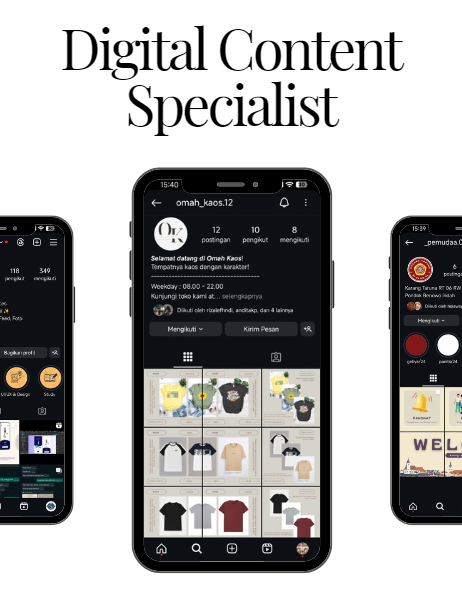 Digital Content
Specialist
118
349
pengikut
mengikuti
Feed, Foto
Bagikan profil
UI/UX & Design
Study
15:40
omah_kaos.12
OK
12
10
8
postingan
pengikut
mengikuti
Selamat datang di Omah Kaos!
Tempatnya kaos dengan karakter!
------------------------------------
Weekday : 08.00 - 22.00
Kunjungi toko kami at... selengkapnya
Diikuti oleh rizalefhndi, anditakp, dan 4 lainnya
Mengikuti
Kirim Pesan
15:39
_pemudaa.0
6
postingan
Karang Taruna RT 06 RW
Pondok Benowo Indah
Diikuti oleh
Mengikuti
WEL